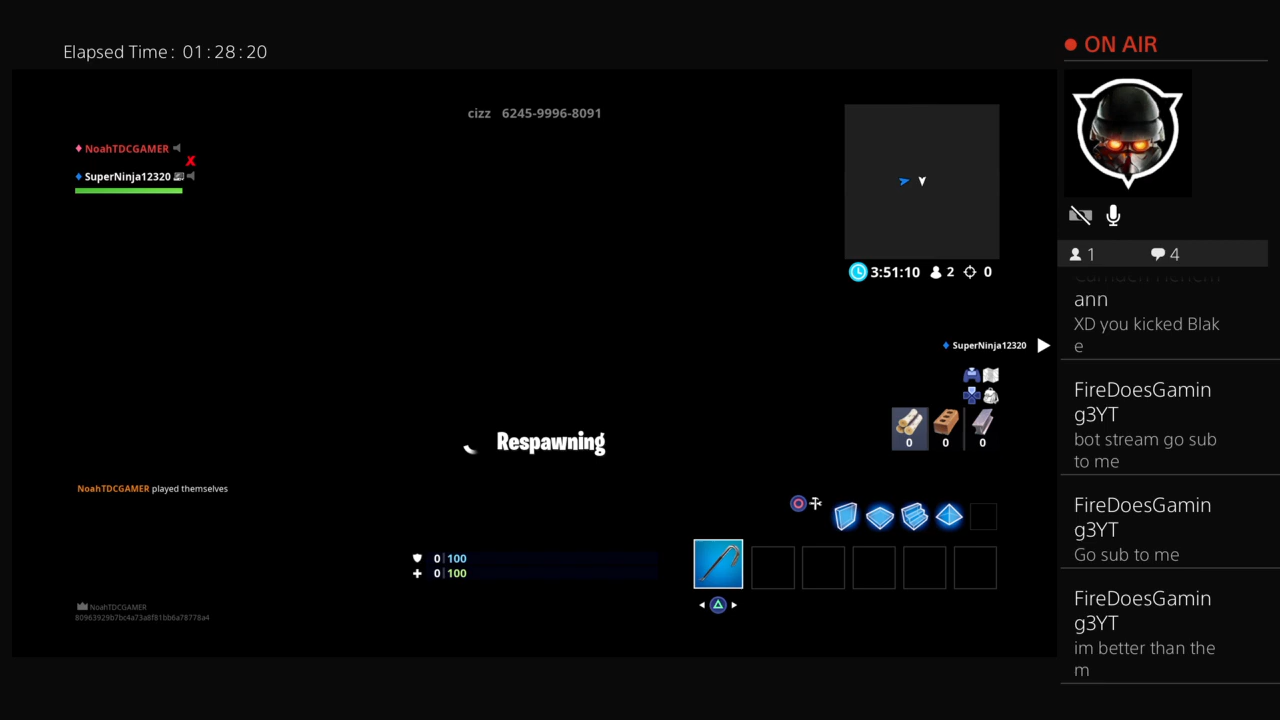 Elapsed Time: 01:28:20
ON AIR
cizz 6245-9996-8091
NoahTDCGAMER
X
SuperNinja12320
3:51:10 2 0
SuperNinja12320
0 0 0
Respawning
NoahTDCGAMER played themselves
0 | 100
0 | 100
NoahTDCGAMER
1 4
ann
XD you kicked Blak
e
FireDoesGamin
g3YT
bot stream go sub
to me
FireDoesGamin
g3YT
Go sub to me
FireDoesGamin
g3YT
im better than the
m